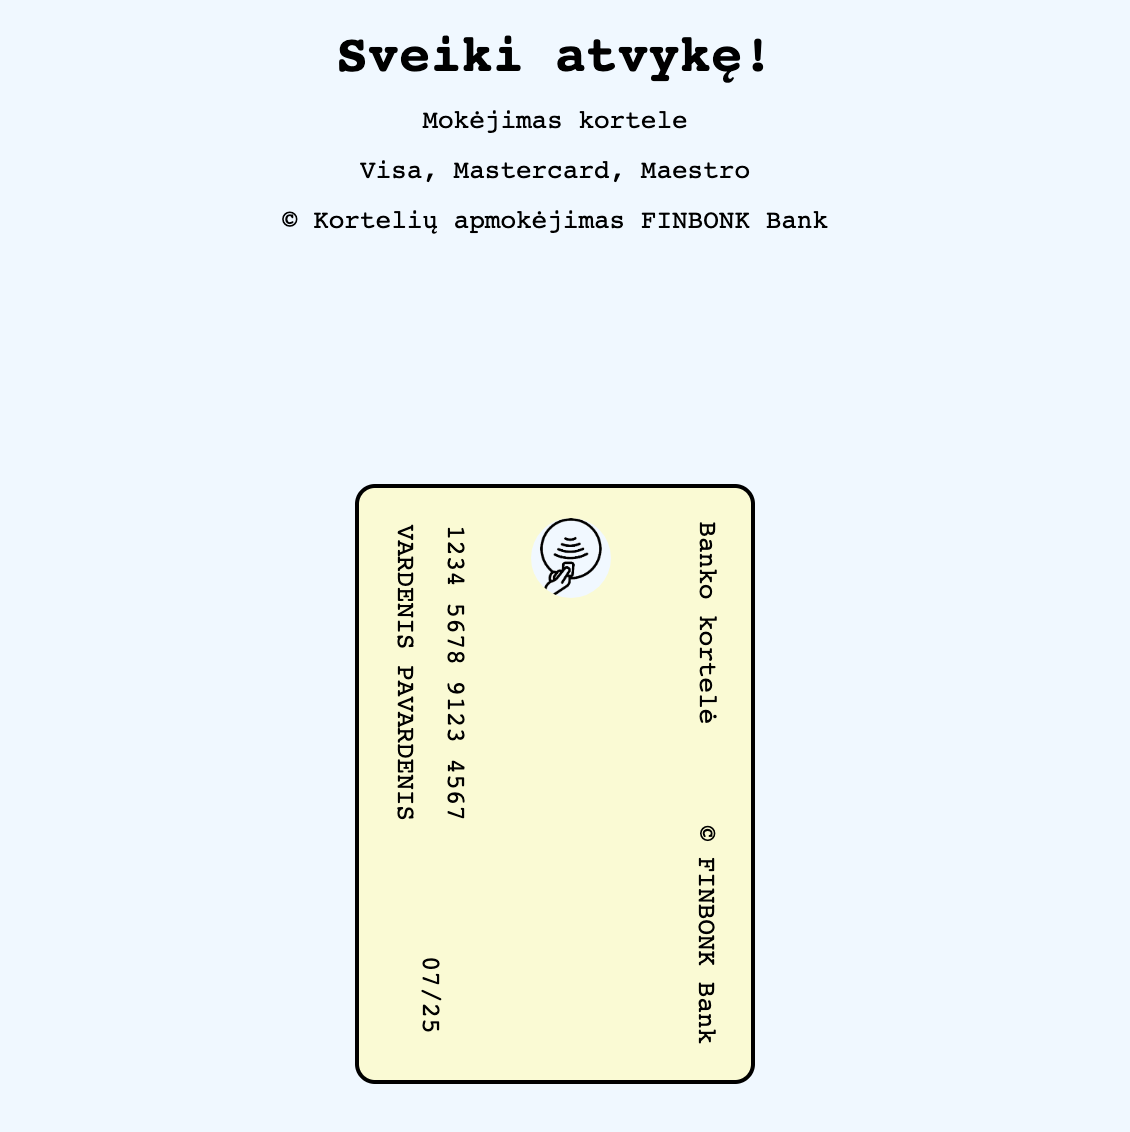 Sveiki atvykę!
Mokėjimas kortele
Visa, Mastercard, Maestro
© Kortelių apmokėjimas FINBONK Bank
Banko kortelė
© FINBONK Bank
1234 5678 9123 4567
VARDENIS PAVARDENIS
07/25